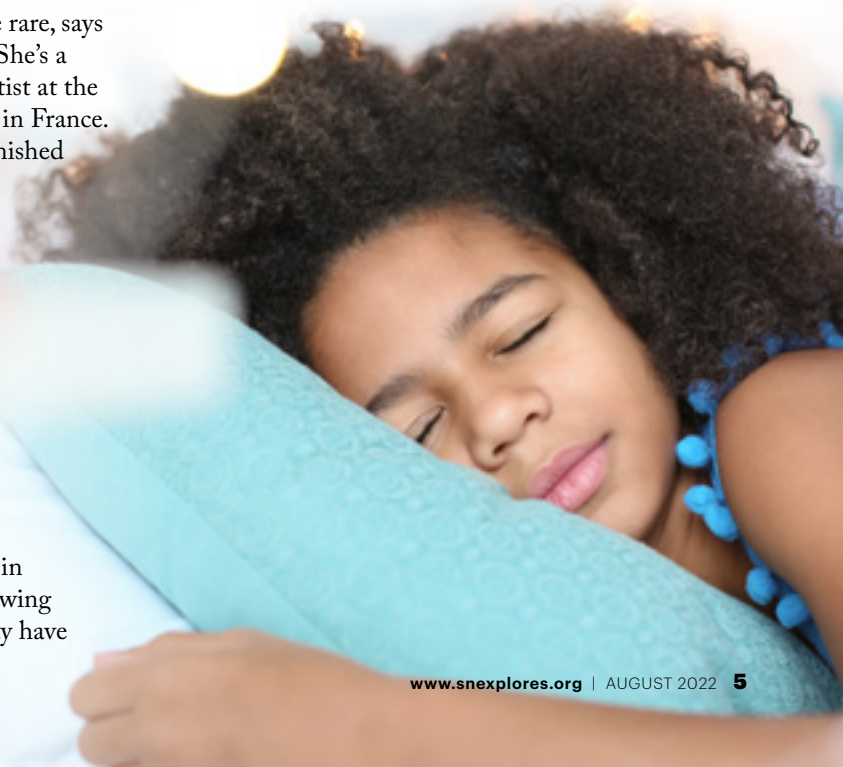 e rare, says
She’s a
tist at the
in France.
nished
in
wing
y have
www.snexplores.org | AUGUST 2022 5